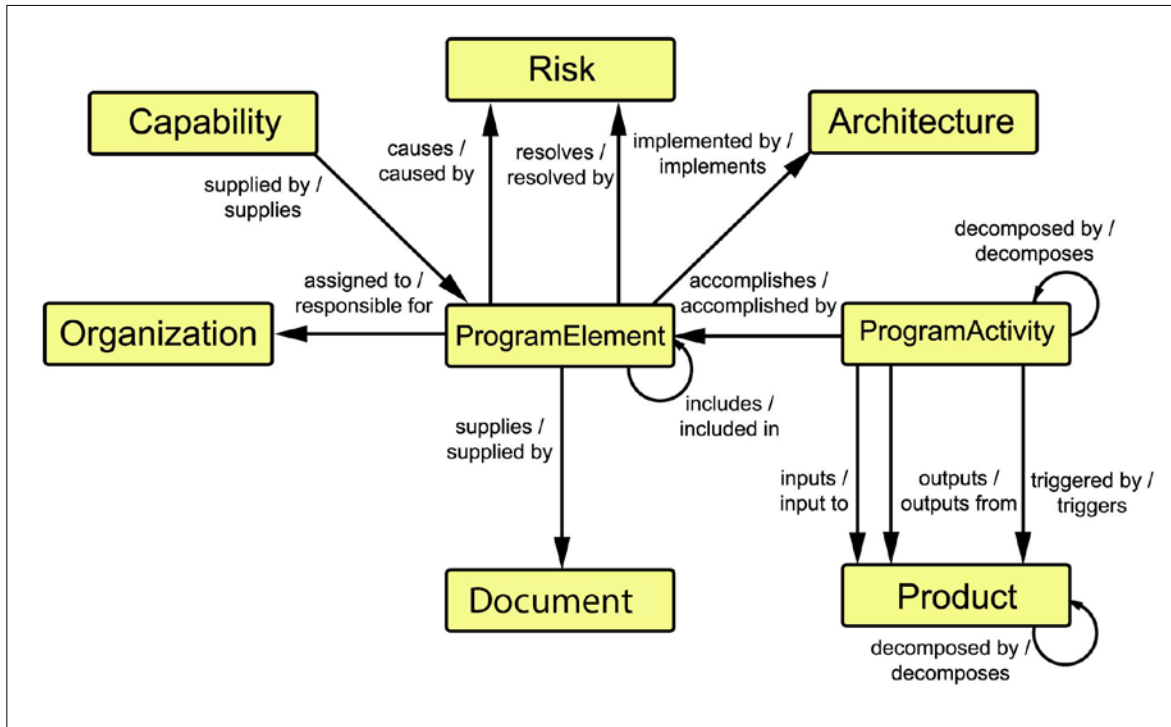 Risk
Capability
Architecture
causes /
caused by
resolves /
resolved by
implemented by /
implements
supplied by /
supplies
decomposed by /
decomposes
assigned to /
responsible for
accomplishes /
accomplished by
Organization
ProgramElement
ProgramActivity
includes /
included in
supplies /
supplied by
inputs /
input to
outputs /
outputs from
triggered by /
triggers
Document
Product
decomposed by /
decomposes